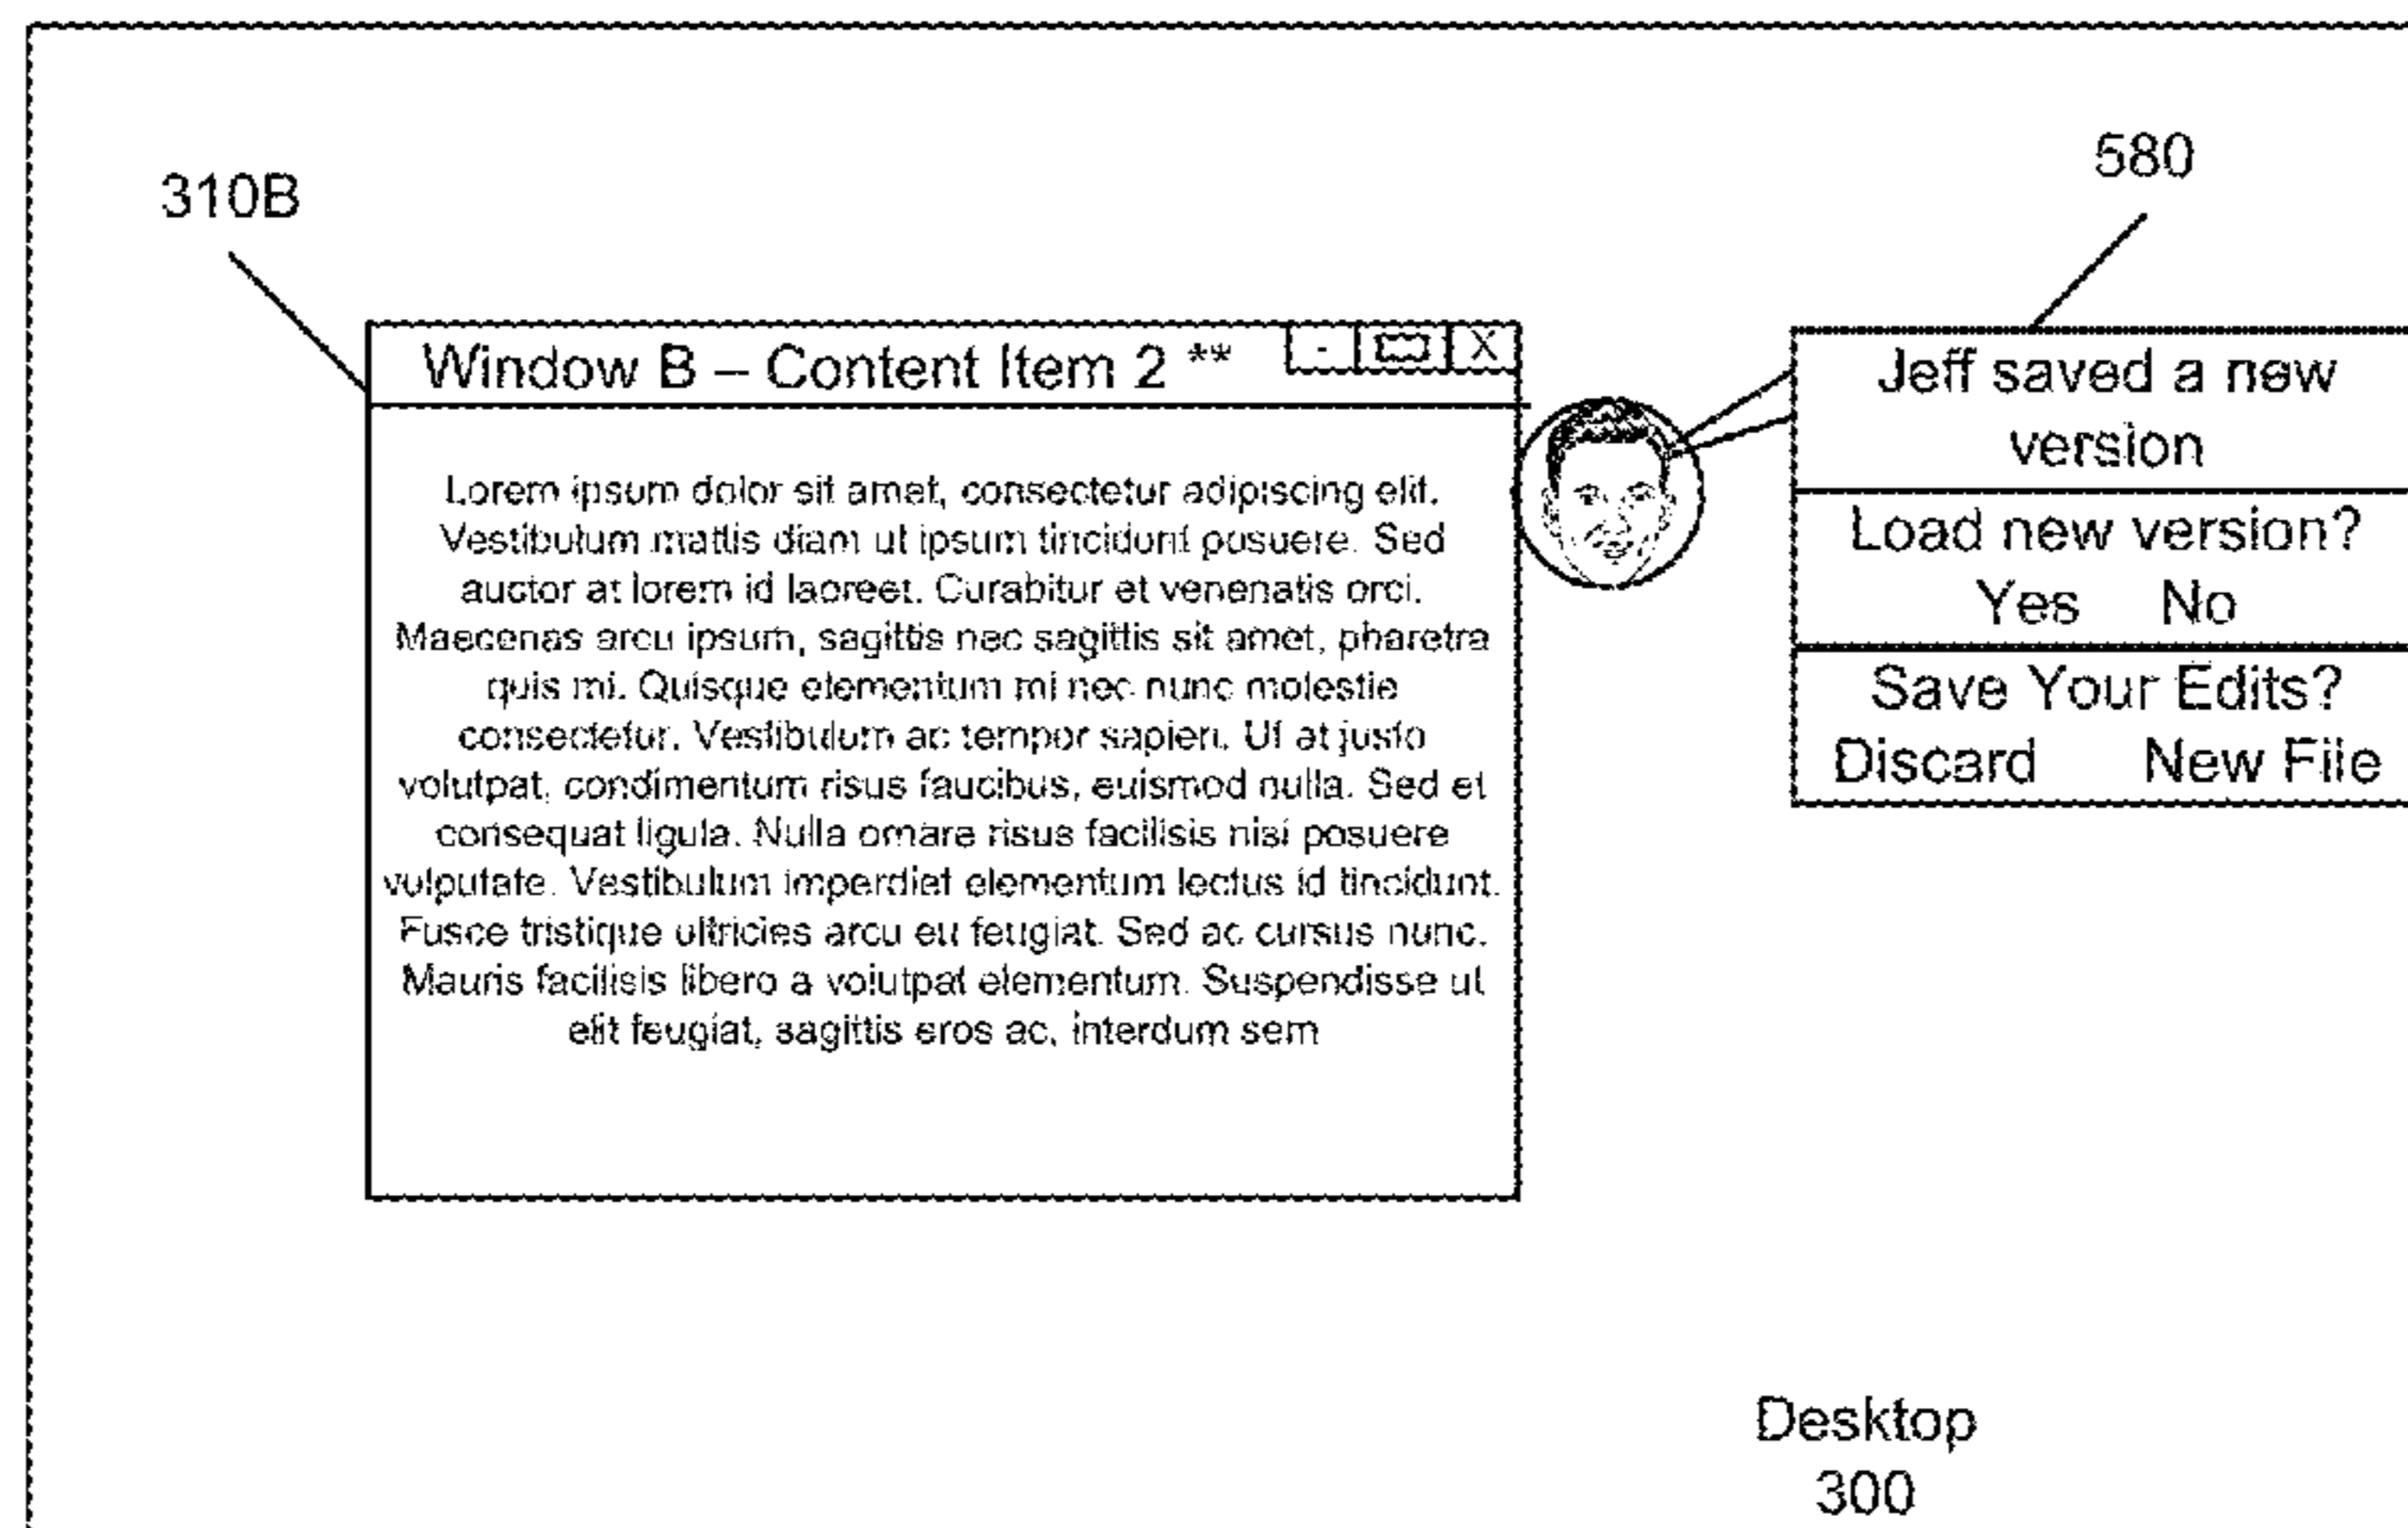 310B
580
Window B – Content Item 2 **
- X
Jeff saved a new
version
Load new version?
Yes No
Save Your Edits?
Discard New File
Lorem ipsum dolor sit amet, consectetur adipiscing elit.
Vestibulum mattis diam ut ipsum tincidunt posuere. Sed
auctor at lorem id laoreet. Curabitur et venenatis orci.
Maecenas arcu ipsum, sagittis nec sagittis sit amet, pharetra
quis mi. Quisque elementum mi nec nunc molestie
consectetur. Vestibulum ac tempor sapien. Ut at justo
volutpat, condimentum risus faucibus, euismod nulla. Sed et
consequat ligula. Nulla ornare risus facilisis nisi posuere
vulputate. Vestibulum imperdiet elementum lectus id tincidunt.
Fusce tristique ultricies arcu eu feugiat. Sed ac cursus nunc.
Mauris facilisis libero a volutpat elementum. Suspendisse ut
elit feugiat, sagittis eros ac, interdum sem
Desktop
300